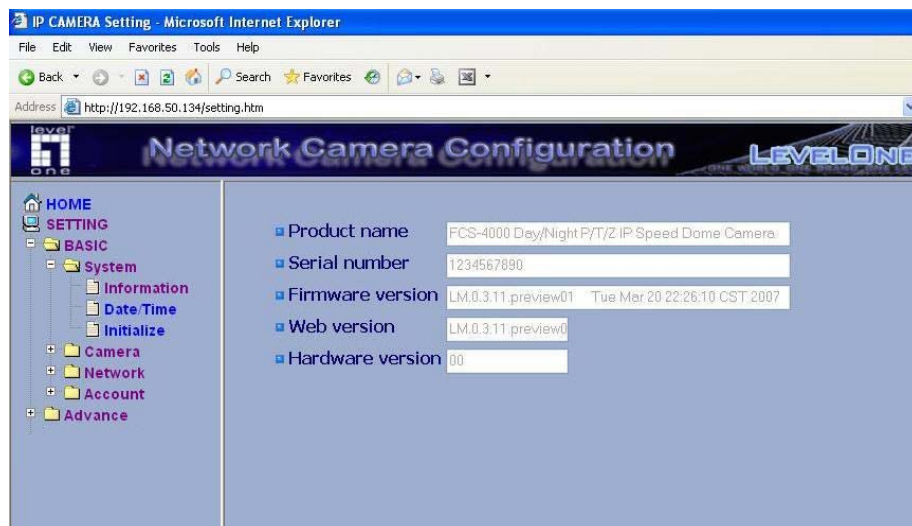 IP CAMERA Setting - Microsoft Internet Explorer
File Edit View Favorites Tools Help
Back Search Favorites
Address http://192.168.50.134/setting.htm
level one
Network Camera Configuration
LEVELONE
HOME
SETTING
BASIC
System
Information
Date/Time
Initialize
Camera
Network
Account
Advance
Product name FCS-4000 Day/Night P/T/Z IP Speed Dome Camera
Serial number 1234567890
Firmware version LM.0.3.11.preview01 Tue Mar 20 22:26:10 CST 2007
Web version LM.0.3.11.preview0
Hardware version 00